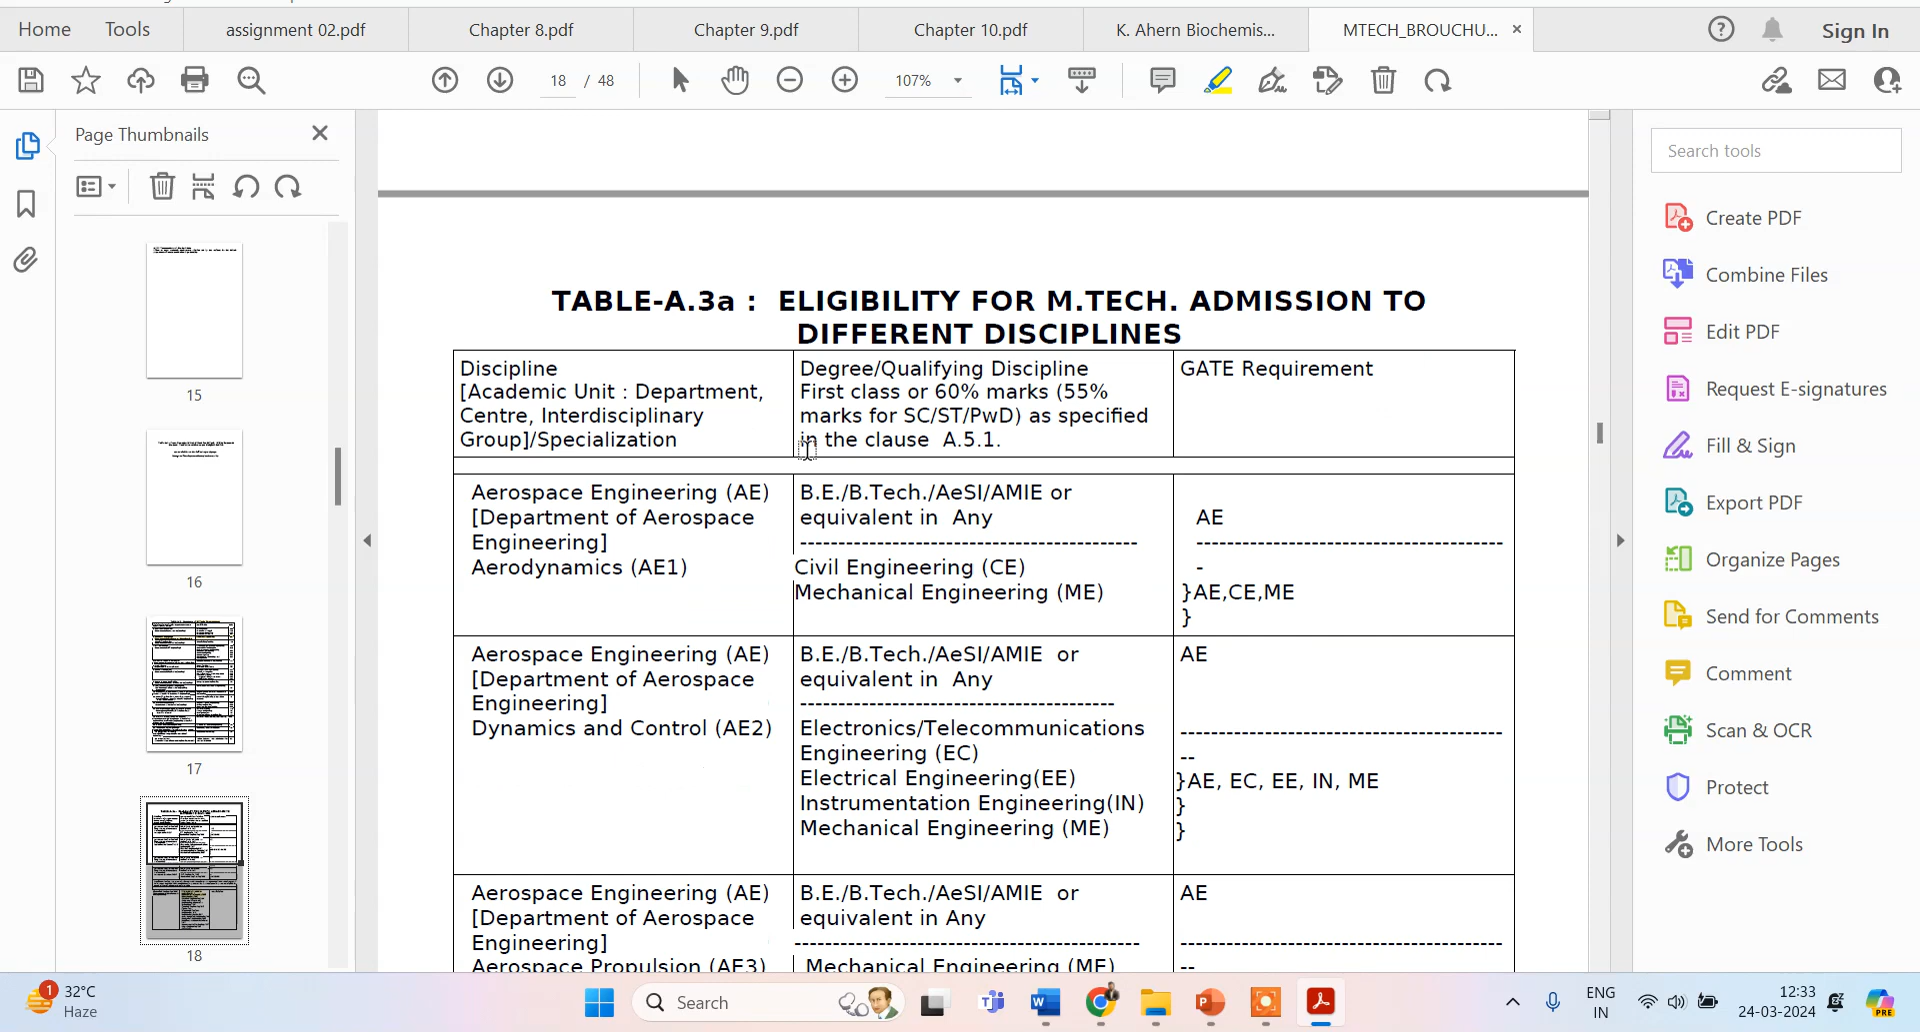 Home
Tools
assignment 02.pdf
Chapter 8.pdf
Chapter 9.pdf
Chapter 10.pdf
K. Ahern Biochemis...
MTECH_BROUCHU...
Sign In
18 / 48
107%
Page Thumbnails
15
16
17
18
TABLE-A.3a : ELIGIBILITY FOR M.TECH. ADMISSION TO
DIFFERENT DISCIPLINES
Discipline
[Academic Unit : Department,
Centre, Interdisciplinary
Group]/Specialization
Degree/Qualifying Discipline
First class or 60% marks (55%
marks for SC/ST/PwD) as specified
in the clause A.5.1.
GATE Requirement
Aerospace Engineering (AE)
[Department of Aerospace
Engineering]
Aerodynamics (AE1)
B.E./B.Tech./AeSI/AMIE or
equivalent in Any
--------------------------------------------
Civil Engineering (CE)
Mechanical Engineering (ME)
AE
----------------------------------------
-
}AE,CE,ME
}
Aerospace Engineering (AE)
[Department of Aerospace
Engineering]
Dynamics and Control (AE2)
B.E./B.Tech./AeSI/AMIE or
equivalent in Any
-----------------------------------------
Electronics/Telecommunications
Engineering (EC)
Electrical Engineering(EE)
Instrumentation Engineering(IN)
Mechanical Engineering (ME)
AE
------------------------------------------
--
}AE, EC, EE, IN, ME
}
}
Aerospace Engineering (AE)
[Department of Aerospace
Engineering]
Aerospace Propulsion (AE3)
B.E./B.Tech./AeSI/AMIE or
equivalent in Any
---------------------------------------------
Mechanical Engineering (ME)
AE
------------------------------------------
--
Search tools
Create PDF
Combine Files
Edit PDF
Request E-signatures
Fill & Sign
Export PDF
Organize Pages
Send for Comments
Comment
Scan & OCR
Protect
More Tools
1
32°C
Haze
Search
ENG
IN
12:33
24-03-2024
PRE